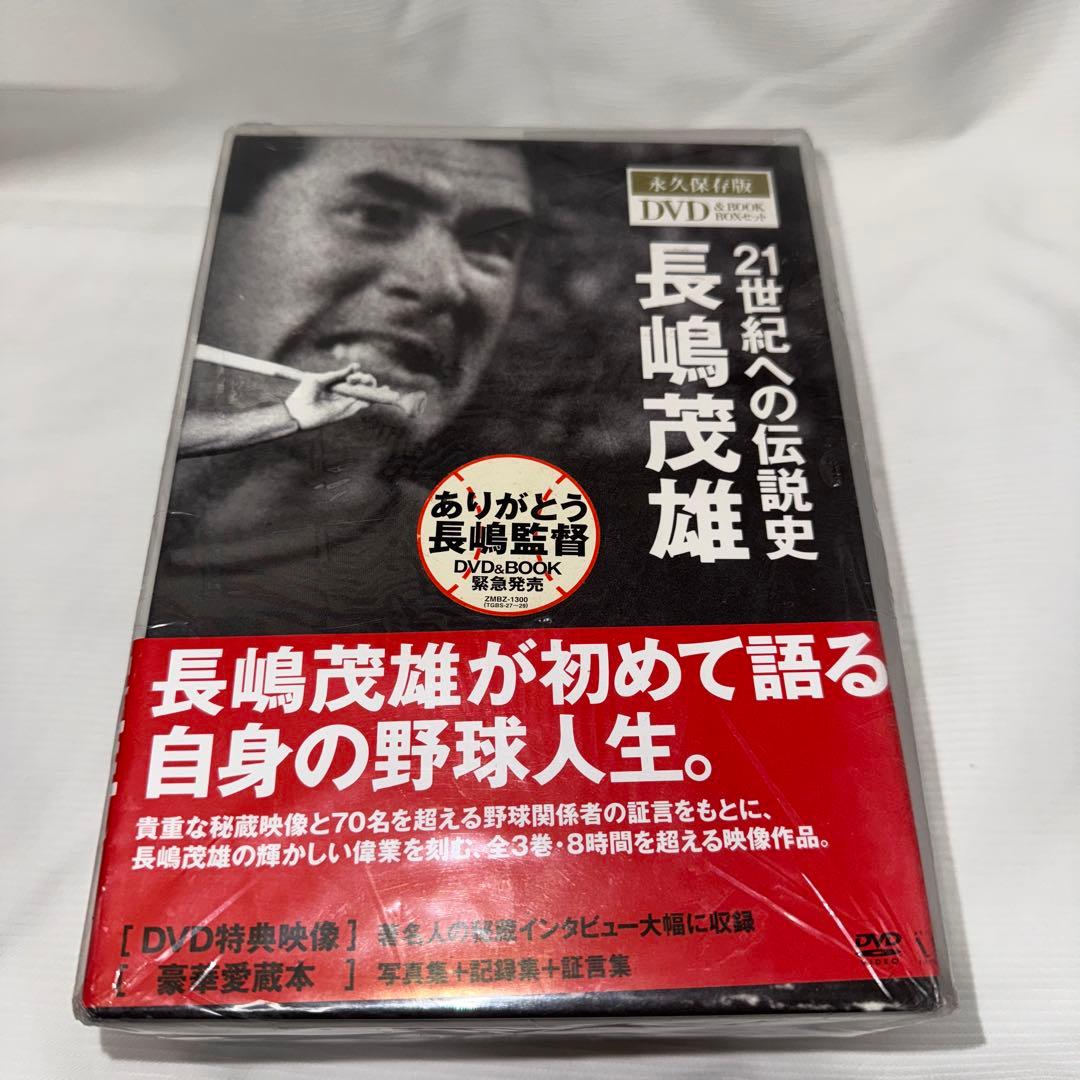 永久保存版
DVD & BOOK BOXセット
21世紀への伝説史
長嶋茂雄
ありがとう
長嶋監督
DVD&BOOK
緊急発売
ZMBZ-1300
(TGBS-27~29)
長嶋茂雄が初めて語る
自身の野球人生。
貴重な秘蔵映像と70名を超える野球関係者の証言をもとに、
長嶋茂雄の輝かしい偉業を刻む、全3巻・8時間を超える映像作品。
[ DVD特典映像 ] 著名人の秘蔵インタビュー大幅に収録
[ 豪華愛蔵本 ] 写真集+記録集+証言集
DVD
VIDEO